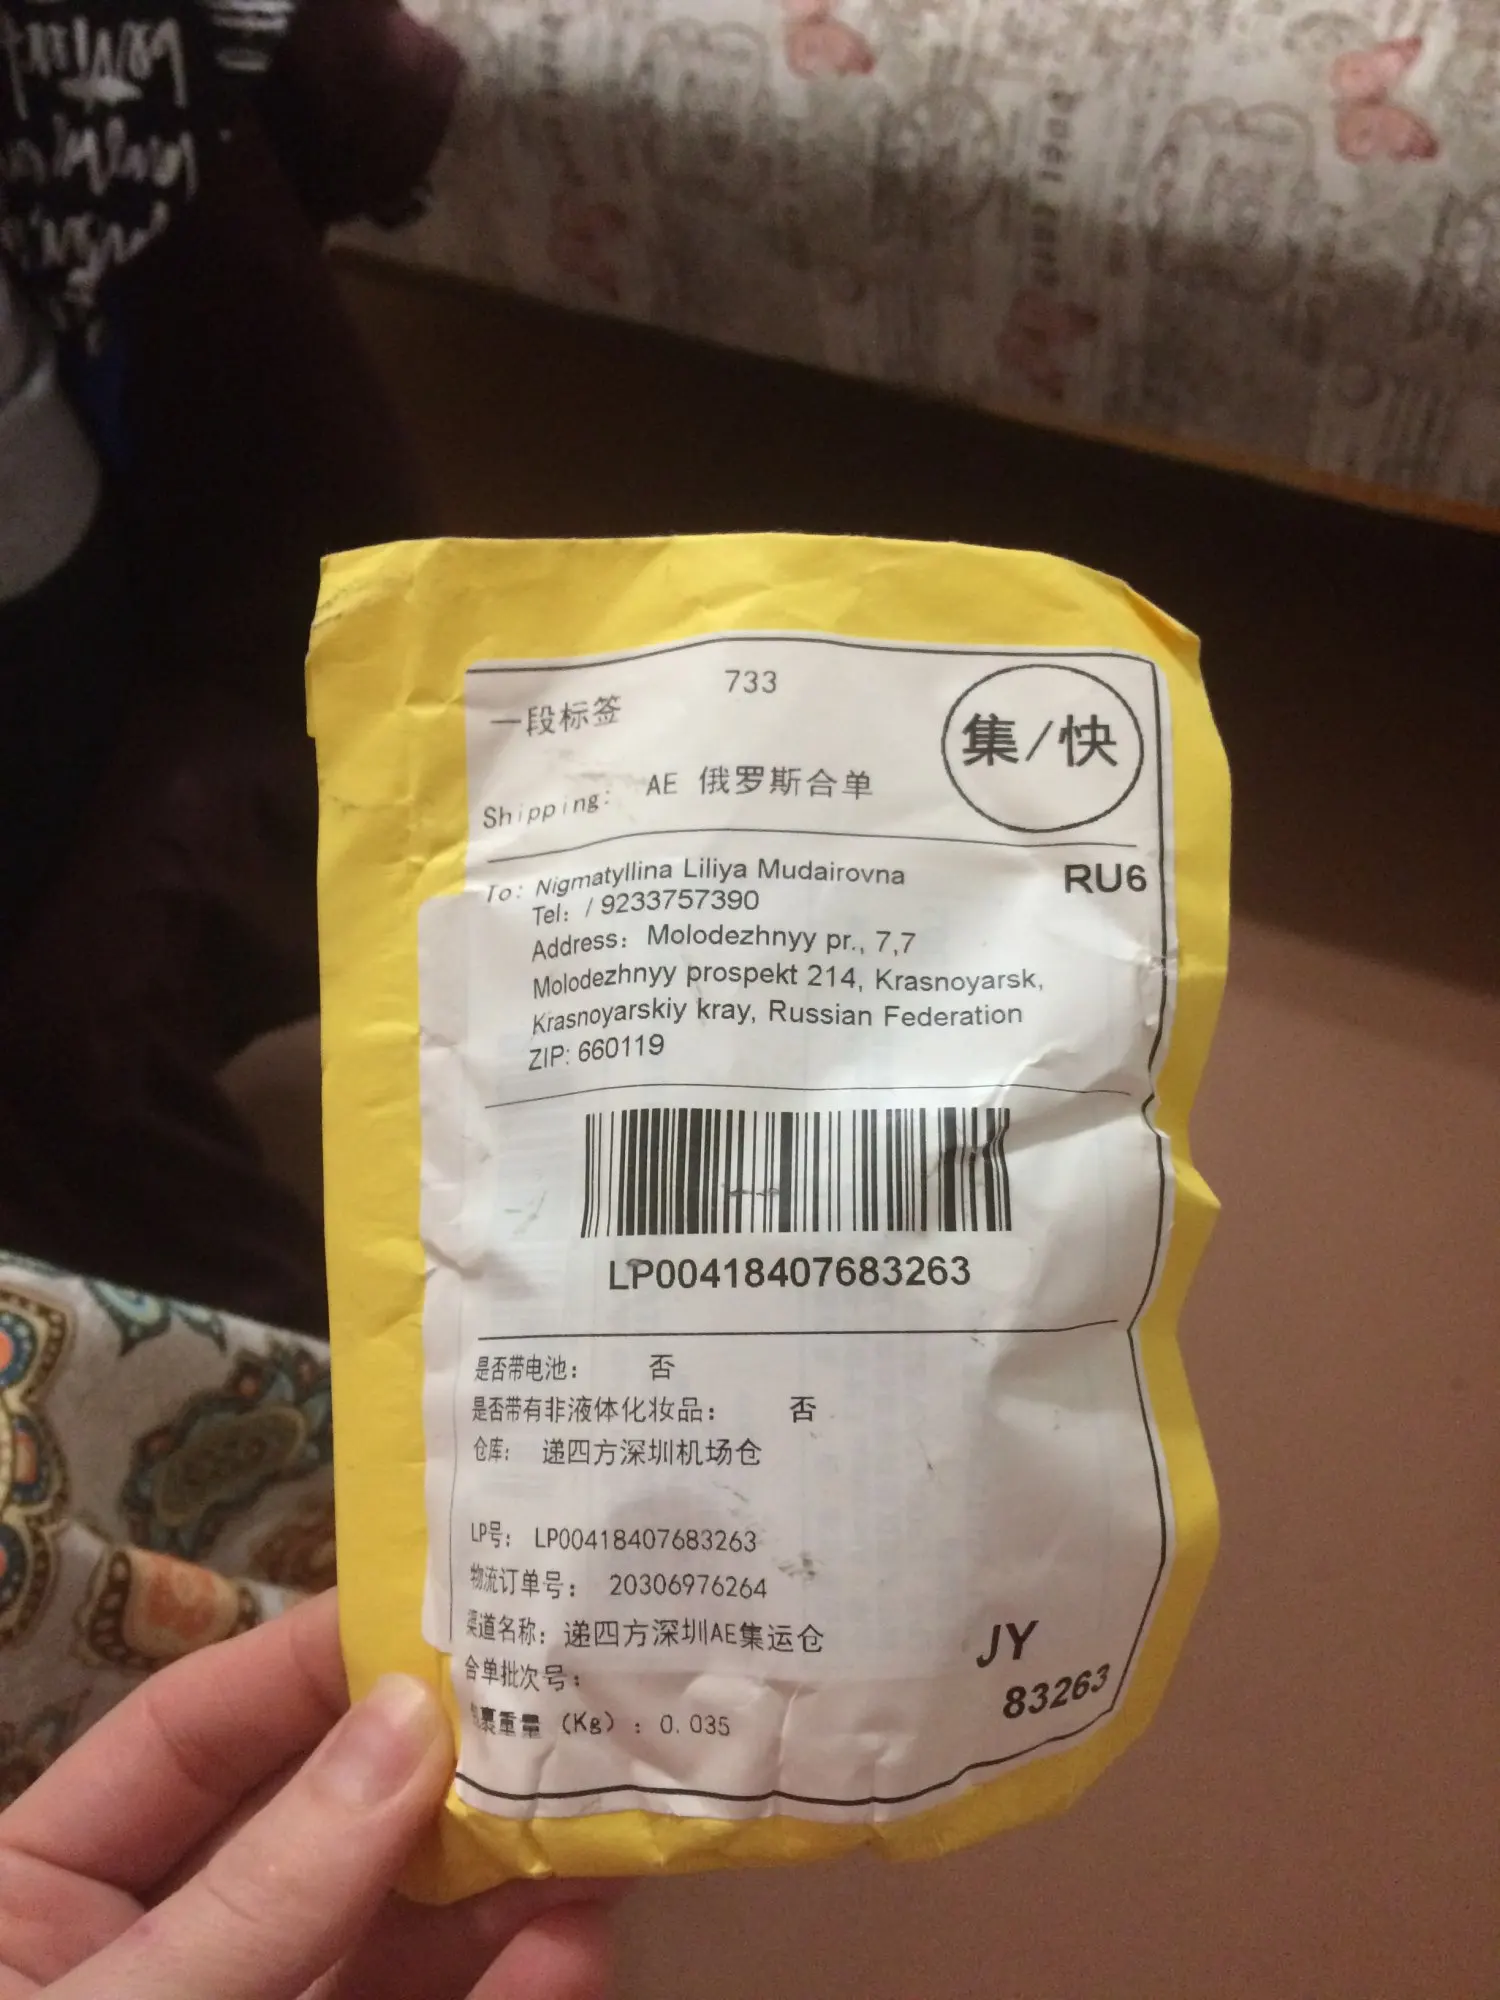 733
一段标签
集/快
Shipping: AE 俄罗斯合单
To: Nigmatyllina Liliya Mudairovna
RU6
Tel: / 9233757390
Address: Molodezhnyy pr., 7,7
Molodezhnyy prospekt 214, Krasnoyarsk,
Krasnoyarskiy kray, Russian Federation
ZIP: 660119
LP00418407683263
是否带电池: 否
是否带有非液体化妆品: 否
仓库: 递四方深圳机场仓
LP号: LP00418407683263
物流订单号: 20306976264
渠道名称: 递四方深圳AE集运仓
合单批次号:
包裹重量 (Kg) : 0.035
JY
83263